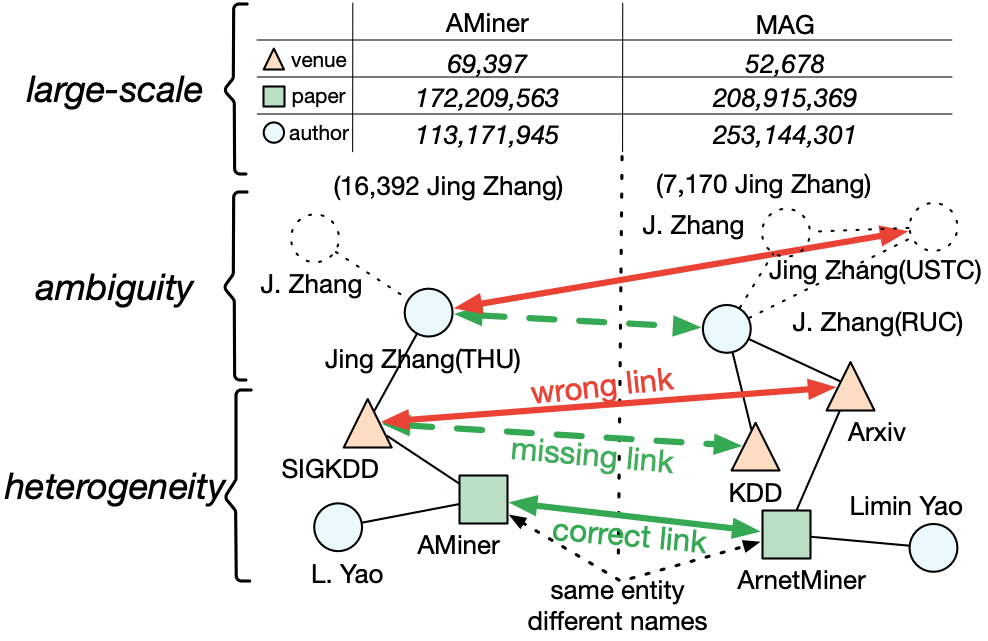 AMiner MAG
large-scale
venue 69,397 52,678
paper 172,209,563 208,915,369
author 113,171,945 253,144,301
(16,392 Jing Zhang) (7,170 Jing Zhang)
ambiguity
J. Zhang
J. Zhang
Jing Zhang(USTC)
J. Zhang(RUC)
Jing Zhang(THU)
wrong link
Arxiv
missing link
SIGKDD
KDD
heterogeneity
Limin Yao
correct link
AMiner
L. Yao
ArnetMiner
same entity
different names